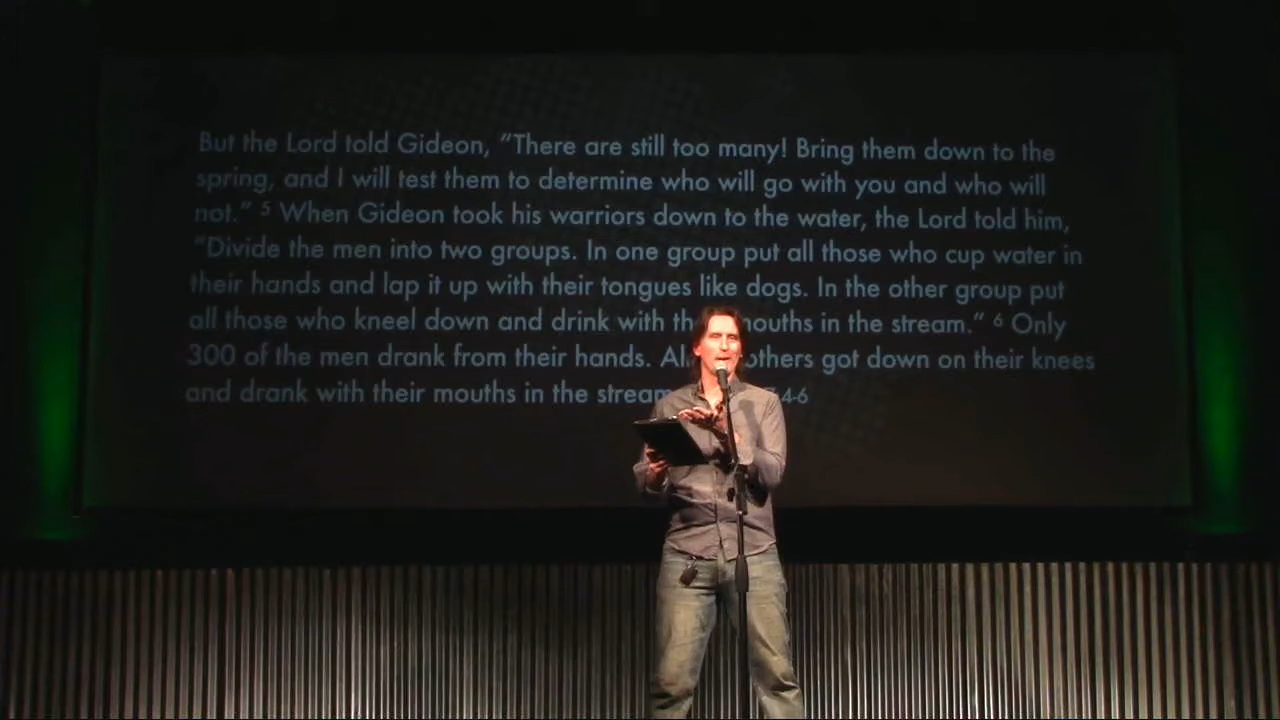 But the Lord told Gideon, “There are still too many! Bring them down to the
spring, and I will test them to determine who will go with you and who will
not.” 5 When Gideon took his warriors down to the water, the Lord told him,
“Divide the men into two groups. In one group put all those who cup water in
their hands and lap it up with their tongues like dogs. In the other group put
all those who kneel down and drink with mouths in the stream.” 6 Only
300 of the men drank from their hands. others got down on their knees
and drank with their mouths in the stream 4-6